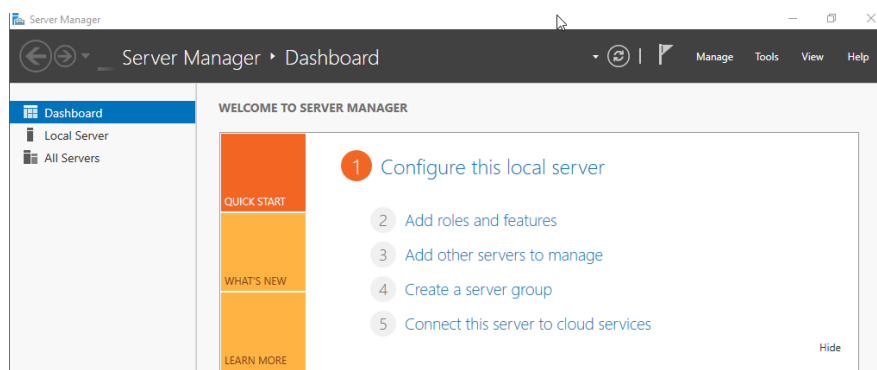 Server Manager
Server Manager ‣ Dashboard
Manage Tools View Help
Dashboard
Local Server
All Servers
WELCOME TO SERVER MANAGER
QUICK START
WHAT'S NEW
LEARN MORE
1 Configure this local server
2 Add roles and features
3 Add other servers to manage
4 Create a server group
5 Connect this server to cloud services
Hide